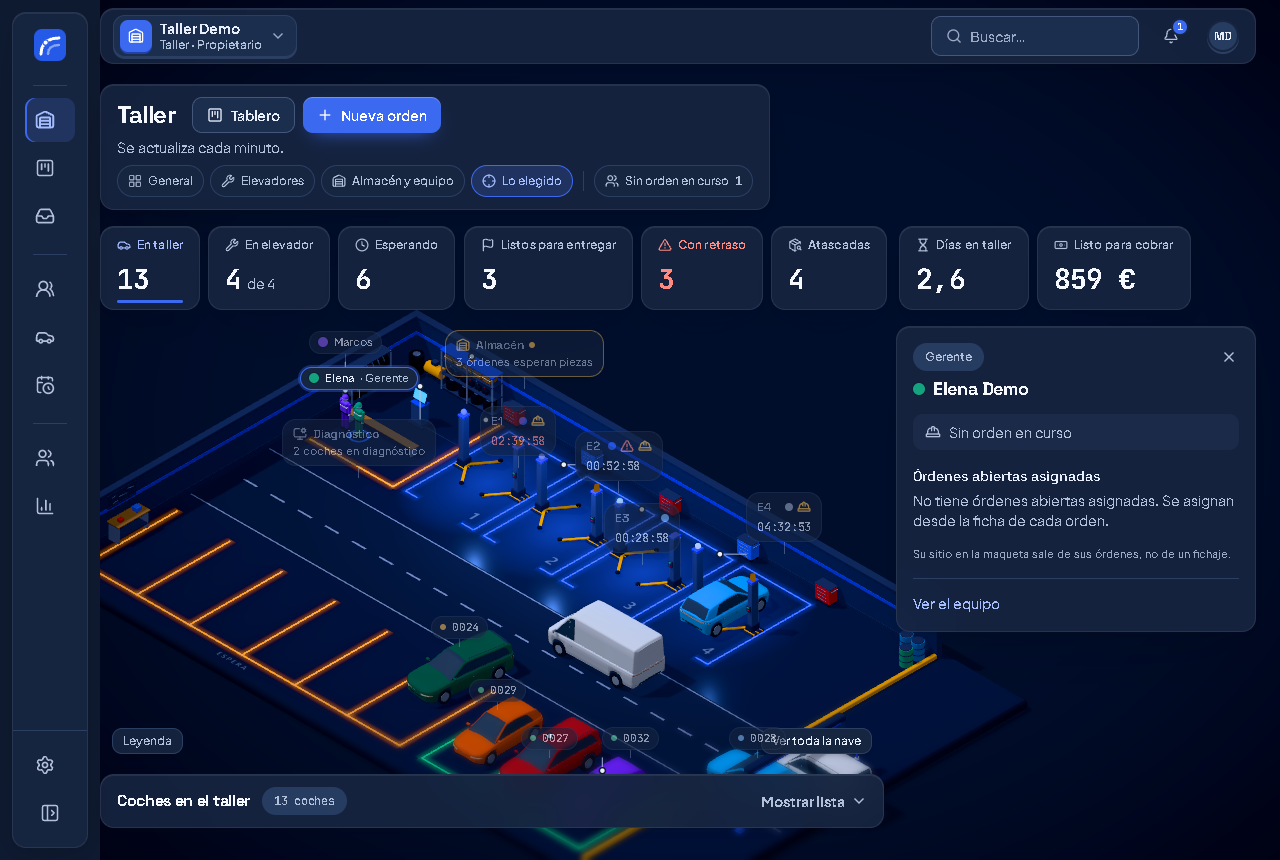 Taller Demo
Taller · Propietario
Buscar...
1
MD
Taller
Tablero
Nueva orden
Se actualiza cada minuto.
General
Elevadores
Almacén y equipo
Lo elegido
Sin orden en curso 1
En taller
13
En elevador
4 de 4
Esperando
6
Listos para entregar
3
Con retraso
3
Atascadas
4
Días en taller
2,6
Listo para cobrar
859 €
Marcos
Almacén
3 órdenes esperan piezas
Elena · Gerente
Diagnóstico
2 coches en diagnóstico
E1
02:39:58
E2
00:52:58
E3
00:28:58
E4
04:32:53
1
2
3
4
ESPERA
0024
0029
0027
0032
0028
Gerente
Elena Demo
Sin orden en curso
Órdenes abiertas asignadas
No tiene órdenes abiertas asignadas. Se asignan
desde la ficha de cada orden.
Su sitio en la maqueta sale de sus órdenes, no de un fichaje.
Ver el equipo
Leyenda
Ver toda la nave
Coches en el taller
13 coches
Mostrar lista